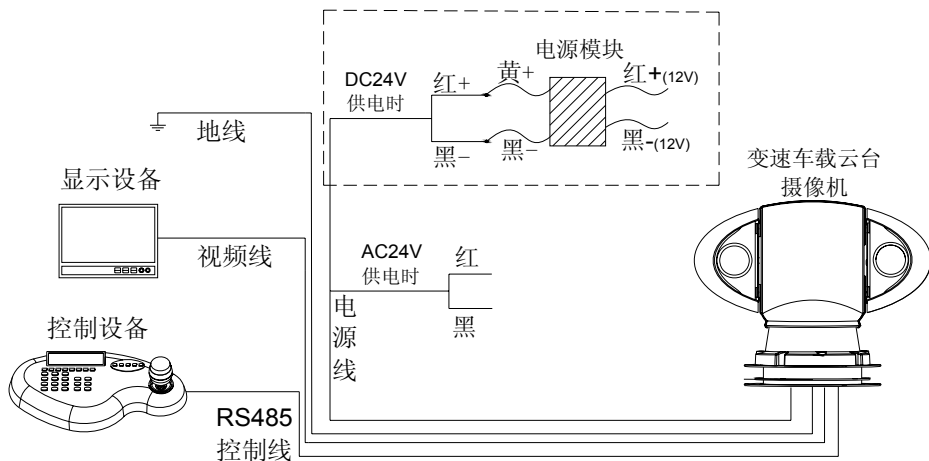 电源模块
DC24V
供电时
红+
黄+
红+(12V)
黑-
黑-
黑-(12V)
地线
变速车载云台
摄像机
显示设备
视频线
AC24V
供电时
红
黑
电源线
控制设备
RS485
控制线